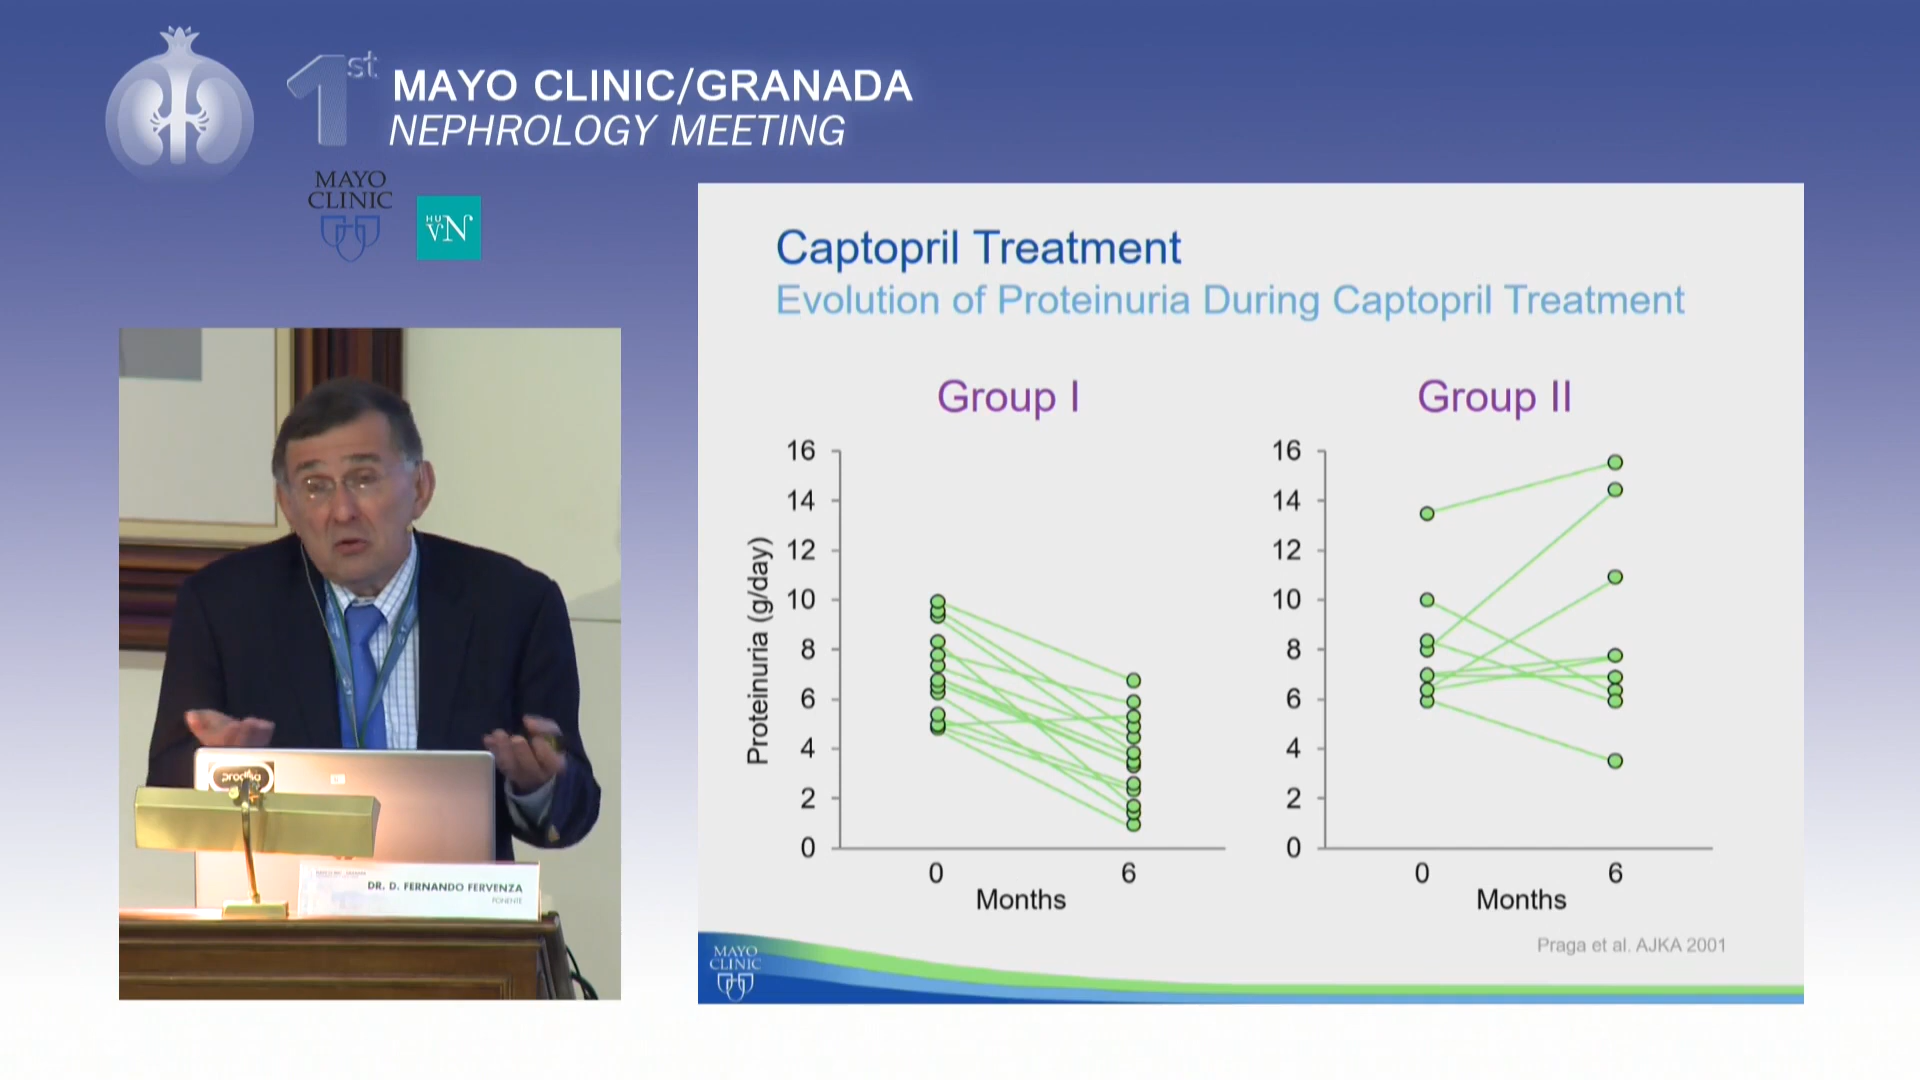 1st
MAYO CLINIC/GRANADA
NEPHROLOGY MEETING
MAYO
CLINIC
HU
VN
Captopril Treatment
Evolution of Proteinuria During Captopril Treatment
Group I
Proteinuria (g/day)
16
14
12
10
8
6
4
2
0
0 6
Months
Group II
16
14
12
10
8
6
4
2
0
0 6
Months
Praga et al. AJKA 2001
MAYO
CLINIC
DR. D. FERNANDO FERVENZA
PONENTE